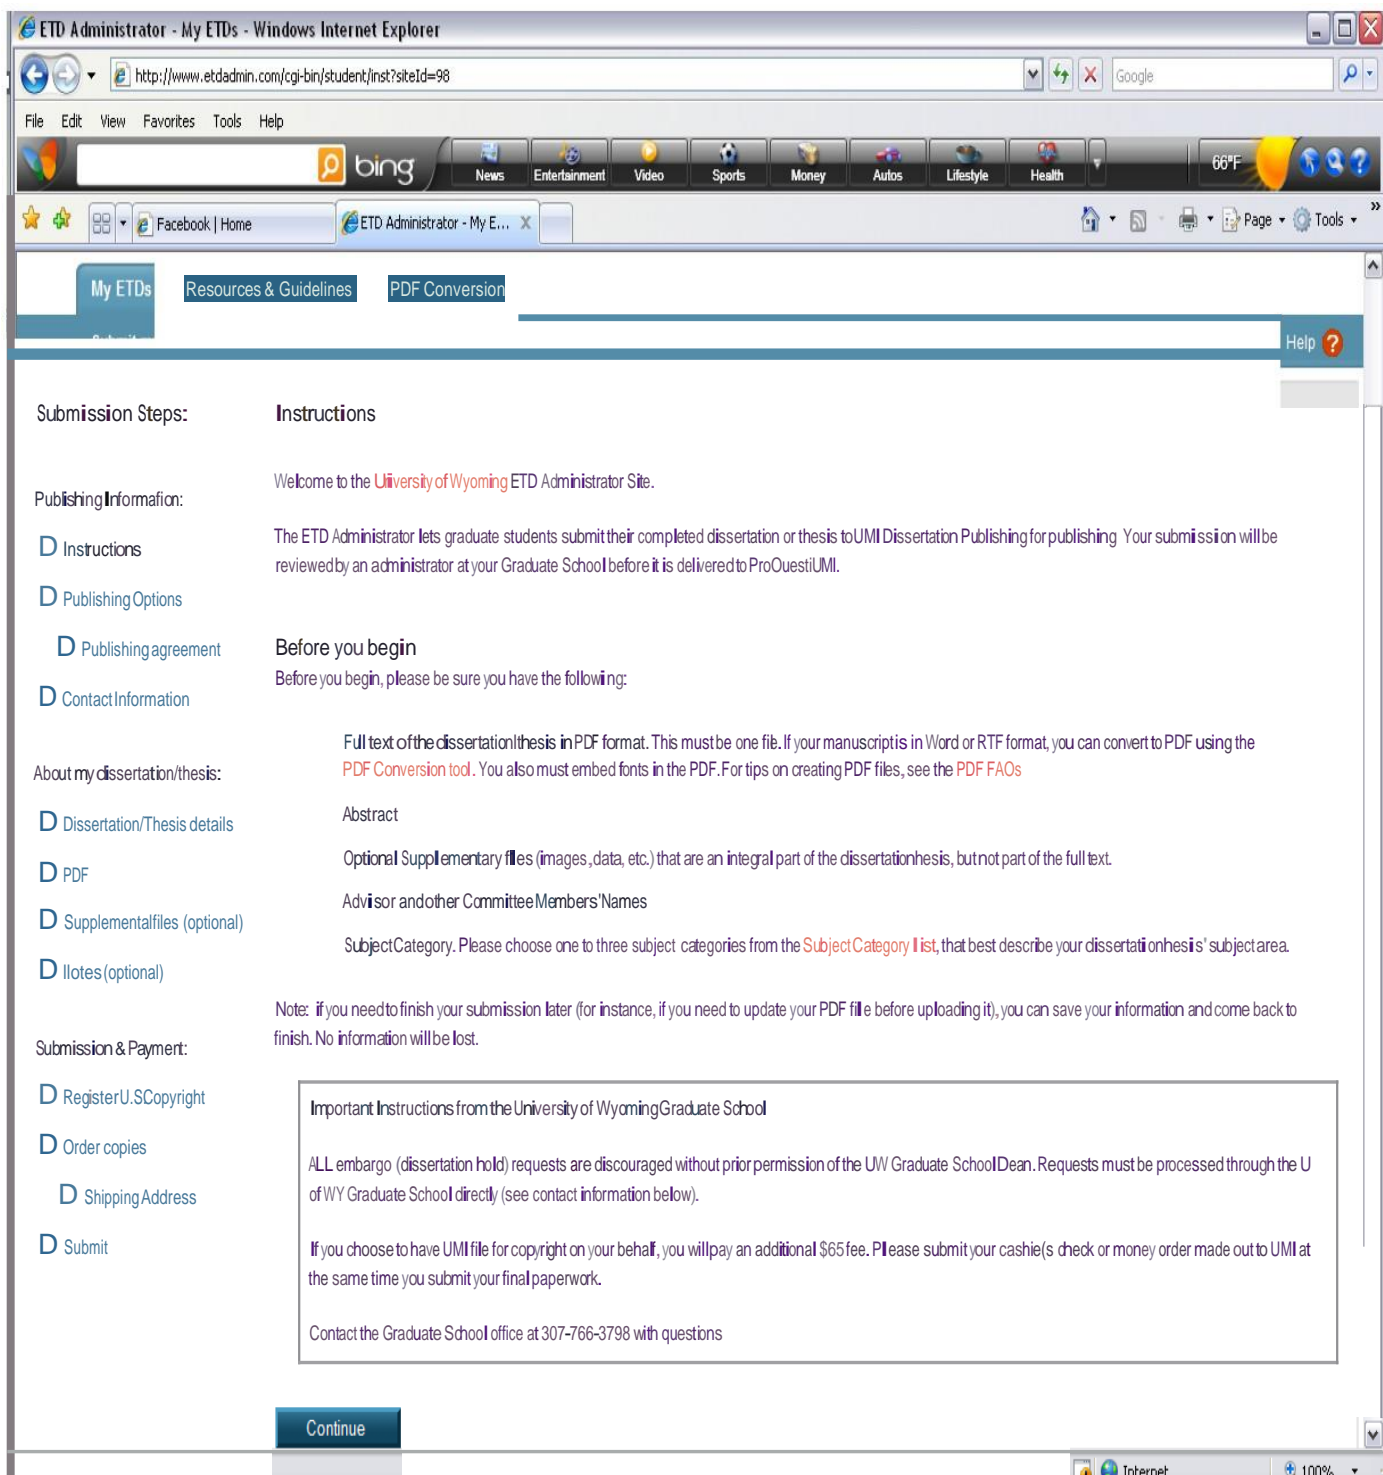 ETD Administrator - My ETDs - Windows Internet Explorer
http://www.etdadmin.com/cgi-bin/student/inst?siteId=98
Google
File Edit View Favorites Tools Help
bing News Entertainment Video Sports Money Autos Lifestyle Health 66°F
Facebook | Home ETD Administrator - My E... X Page Tools »
My ETDs Resources & Guidelines PDF Conversion
Help ?
Submission Steps:
Publishing Informafion:
D Instructions
D Publishing Options
D Publishing agreement
D Contact Information
About my dissertation/thesis:
D Dissertation/Thesis details
D PDF
D Supplementalfiles (optional)
D llotes (optional)
Submission & Payment:
D Register U.S Copyright
D Order copies
D Shipping Address
D Submit
Instructions
Welcome to the Uiiversity of Wyoming ETD Administrator Site.
The ETD Administrator lets graduate students submit their completed dissertation or thesis to UMI Dissertation Publishing for publishing Your submission will be
reviewed by an administrator at your Graduate School before it is delivered to ProOuestiUMI.
Before you begin
Before you begin, please be sure you have the following:
Full text of the dissertationlthesis in PDF format. This must be one file. If your manuscript is in Word or RTF format, you can convert to PDF using the
PDF Conversion tool. You also must embed fonts in the PDF. For tips on creating PDF files, see the PDF FAOs
Abstract
Optional Supplementary files (images, data, etc.) that are an integral part of the dissertationhesis, but not part of the full text.
Advisor and other Committee Members' Names
Subject Category. Please choose one to three subject categories from the Subject Category list, that best describe your dissertationhesis' subject area.
Note: if you need to finish your submission later (for instance, if you need to update your PDF file before uploading it), you can save your information and come back to
finish. No information will be lost.
Important Instructions from the University of Wyoming Graduate School
ALL embargo (dissertation hold) requests are discouraged without prior permission of the UW Graduate School Dean. Requests must be processed through the U
of WY Graduate School directly (see contact information below).
If you choose to have UMI file for copyright on your behalf, you will pay an additional $65 fee. Please submit your cashie(s check or money order made out to UMI at
the same time you submit your final paperwork.
Contact the Graduate School office at 307-766-3798 with questions
Continue
Internet 100%